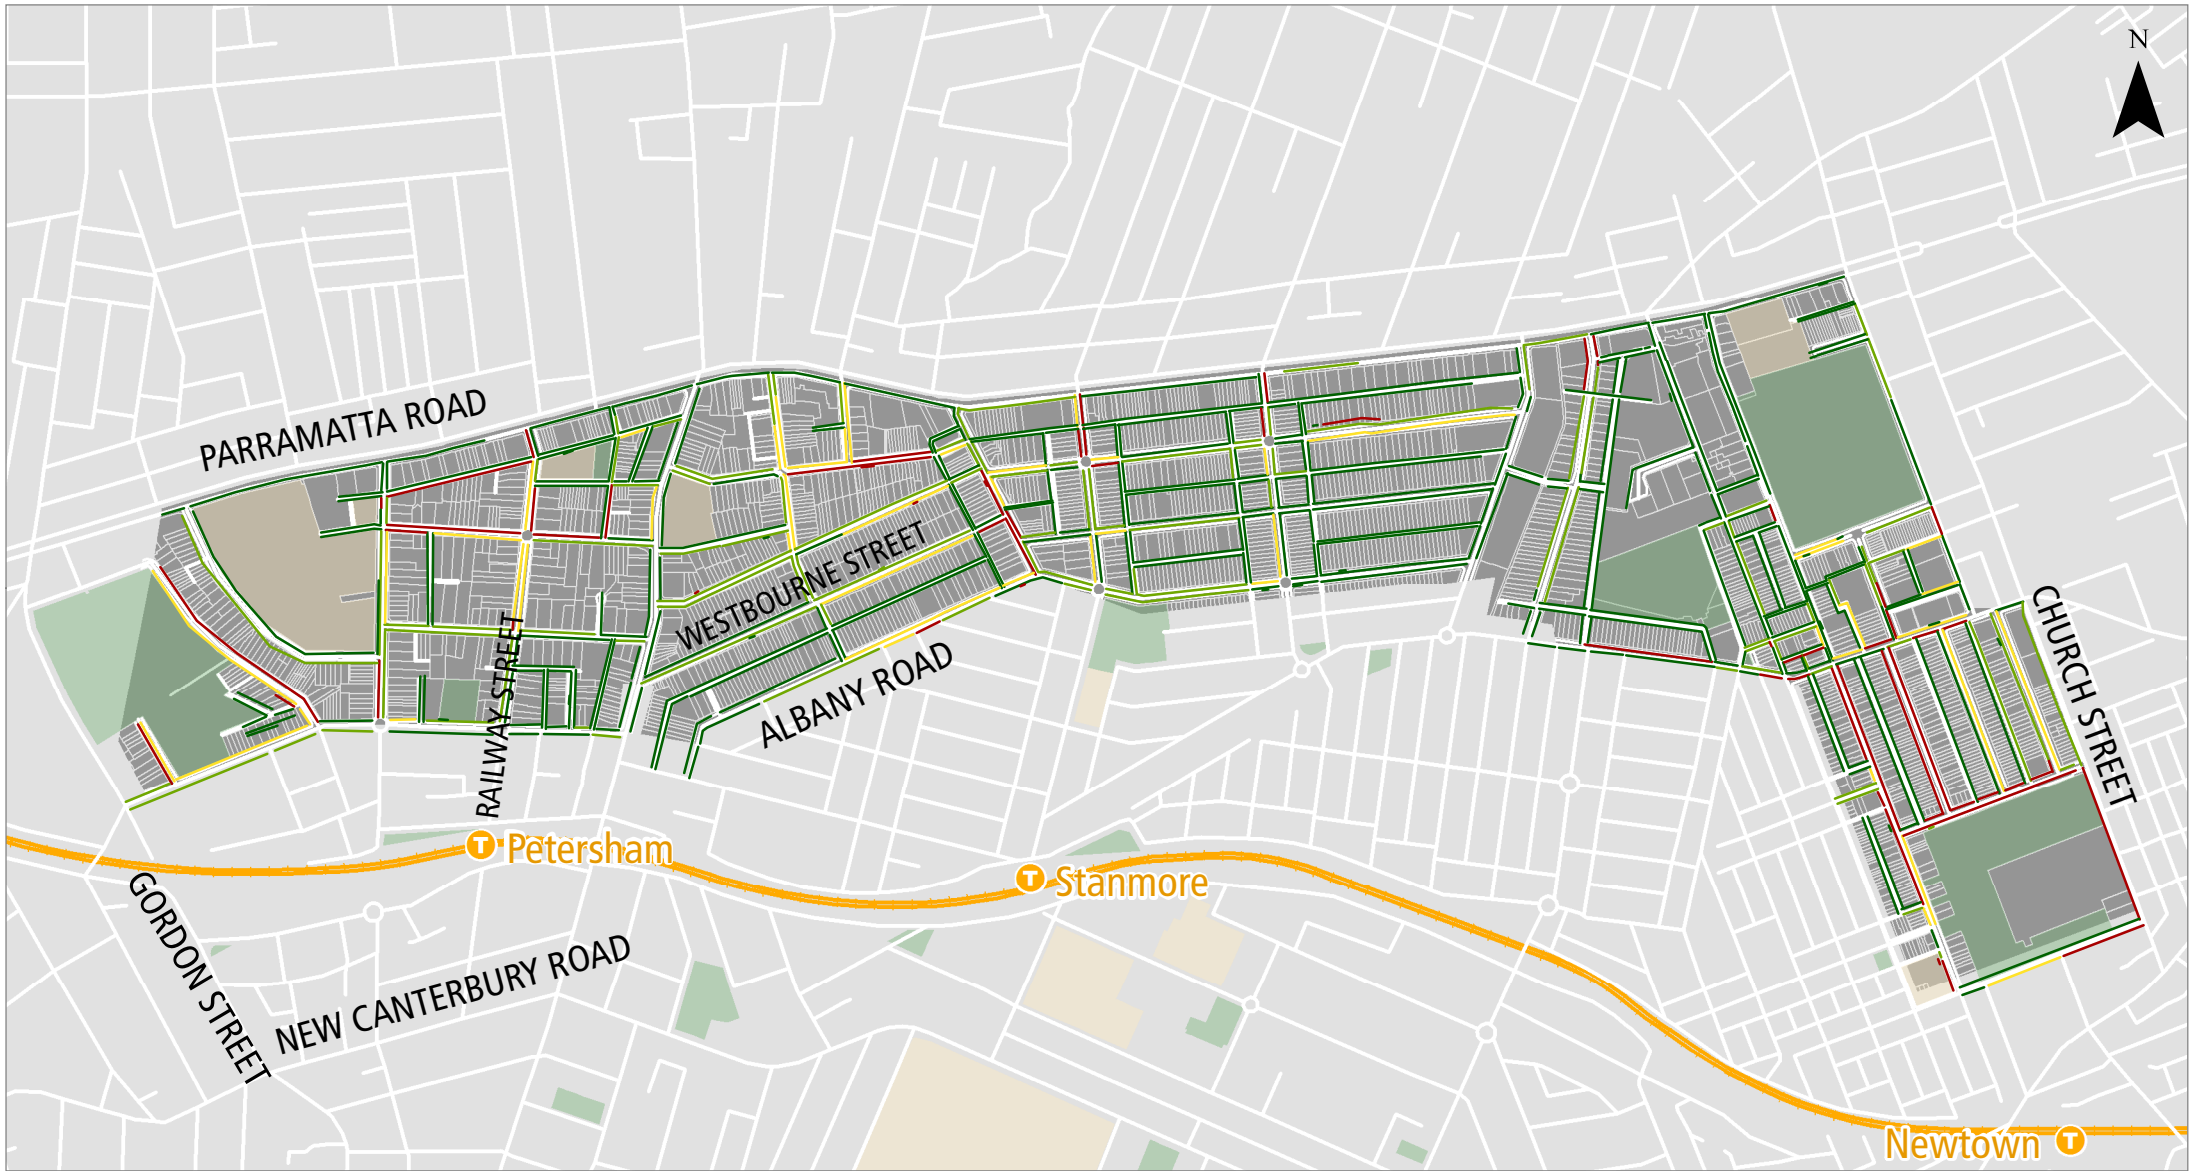 N
PARRAMATTA ROAD
WESTBOURNE STREET
CHURCH STREET
ALBANY ROAD
RAILWAY STREET
T Petersham
T Stanmore
GORDON STREET
NEW CANTERBURY ROAD
Newtown T